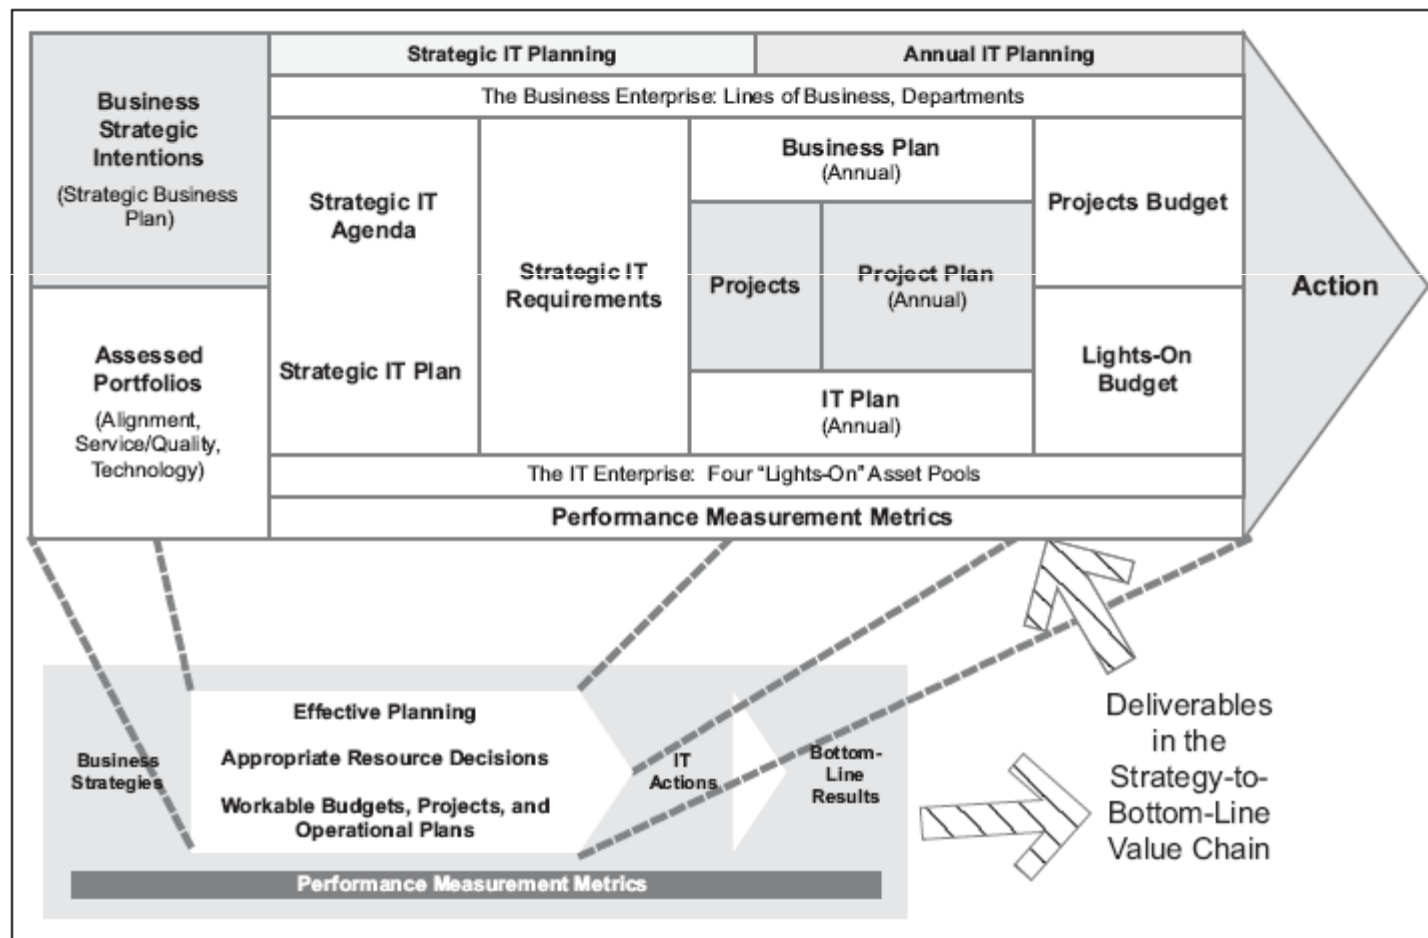 Strategic IT Planning
Annual IT Planning
The Business Enterprise: Lines of Business, Departments
Business
Strategic
Intentions
(Strategic Business
Plan)
Assessed
Portfolios
(Alignment,
Service/Quality,
Technology)
Strategic IT
Agenda
Strategic IT Plan
Strategic IT
Requirements
Business Plan
(Annual)
Projects
Project Plan
(Annual)
IT Plan
(Annual)
Projects Budget
Lights-On
Budget
Action
The IT Enterprise: Four "Lights-On" Asset Pools
Performance Measurement Metrics
Business
Strategies
Effective Planning
Appropriate Resource Decisions
Workable Budgets, Projects, and
Operational Plans
IT
Actions
Bottom-
Line
Results
Performance Measurement Metrics
Deliverables
in the
Strategy-to-
Bottom-Line
Value Chain